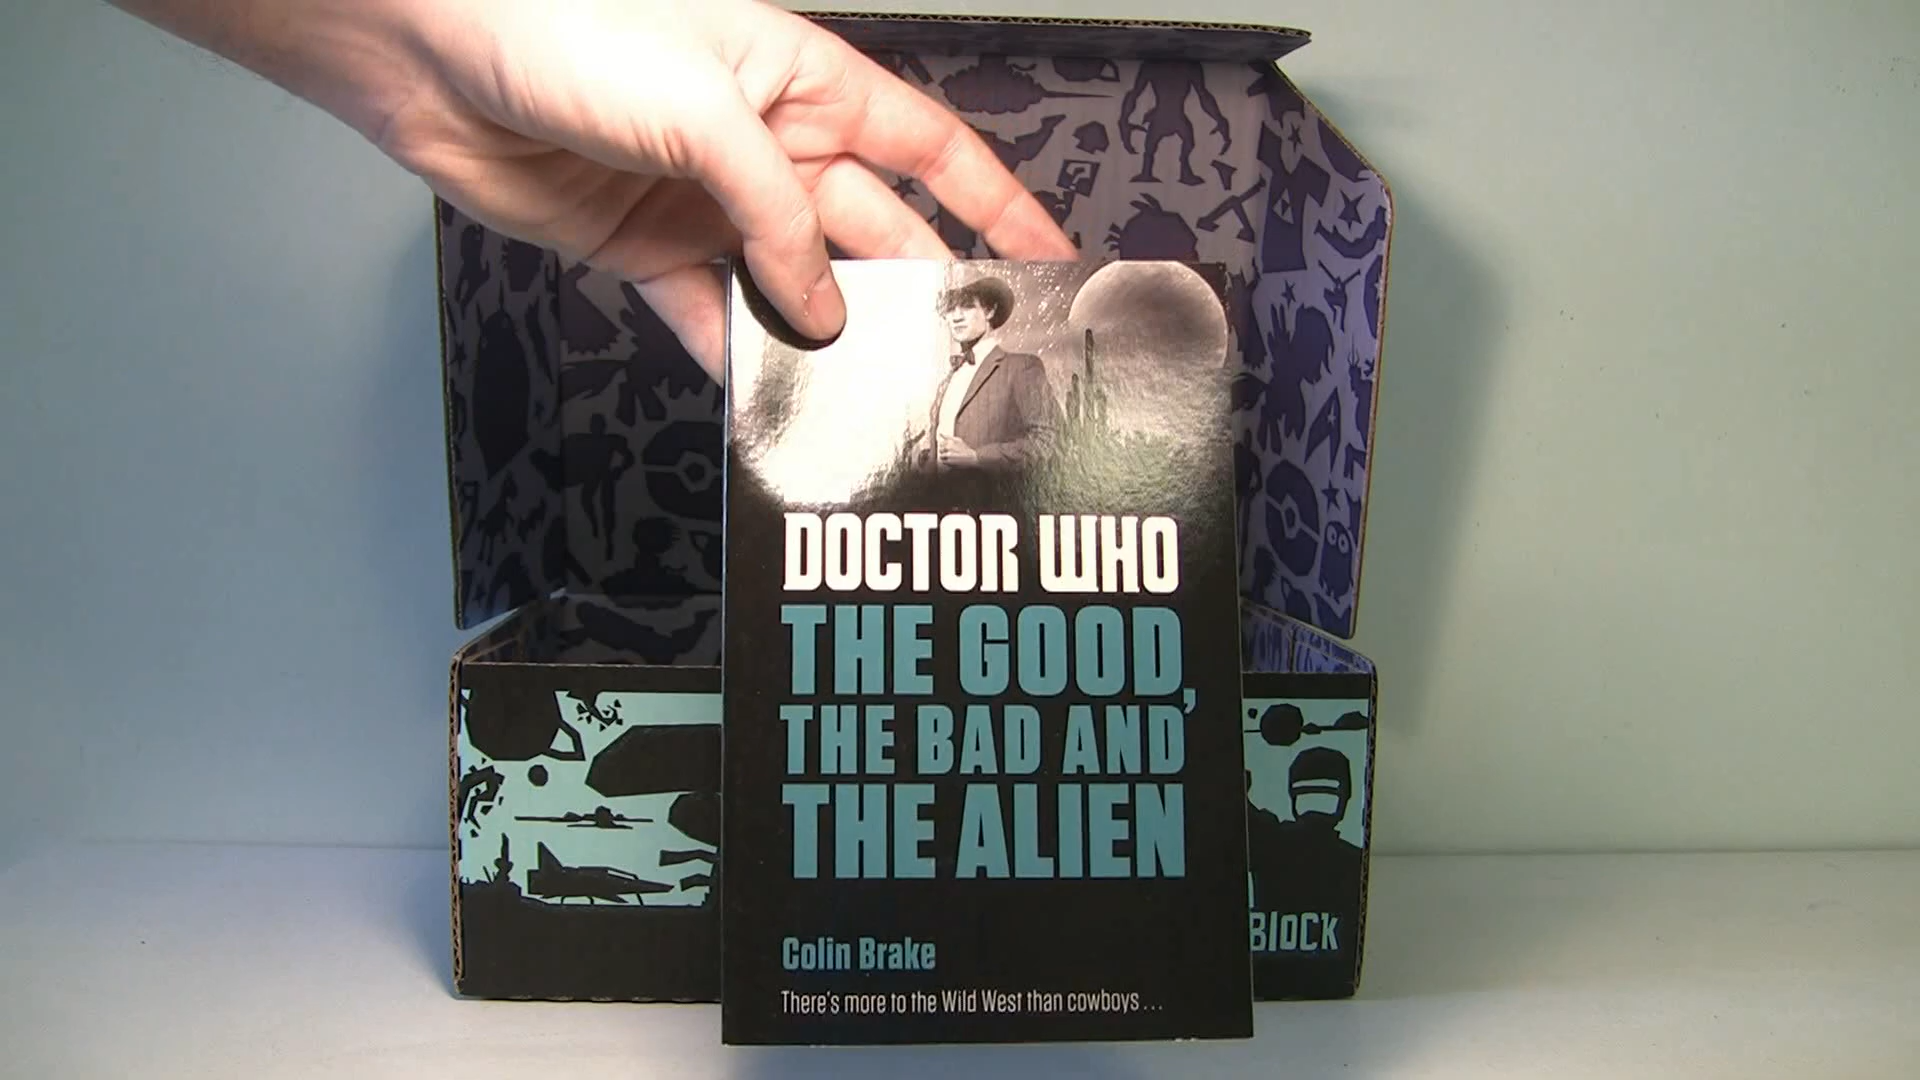 DOCTOR WHO
THE GOOD,
THE BAD AND
THE ALIEN
Colin Brake
There's more to the Wild West than cowboys...
Block
?